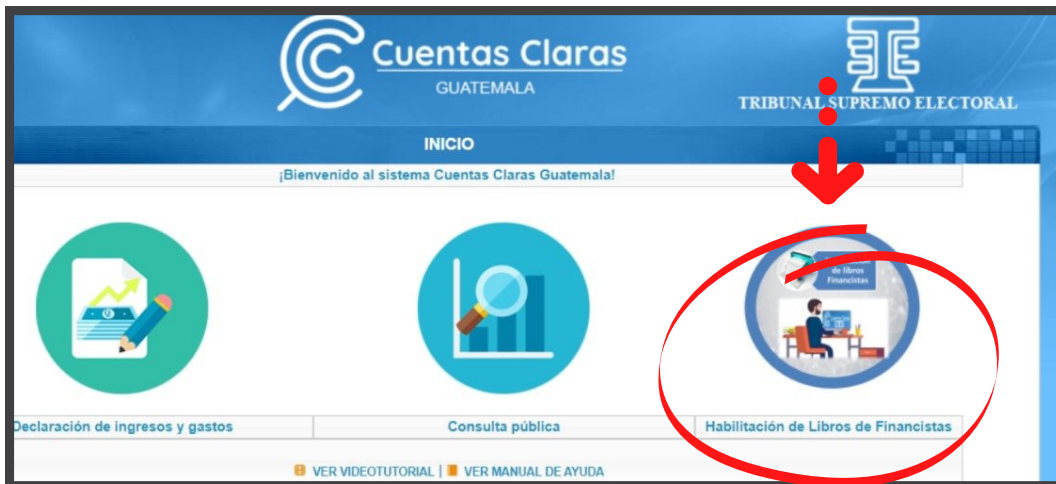 Cuentas Claras
GUATEMALA
TRIBUNAL SUPREMO ELECTORAL
INICIO
¡Bienvenido al sistema Cuentas Claras Guatemala!
de libros
Financistas
Declaración de ingresos y gastos
Consulta pública
Habilitación de Libros de Financistas
VER VIDEOTUTORIAL | VER MANUAL DE AYUDA